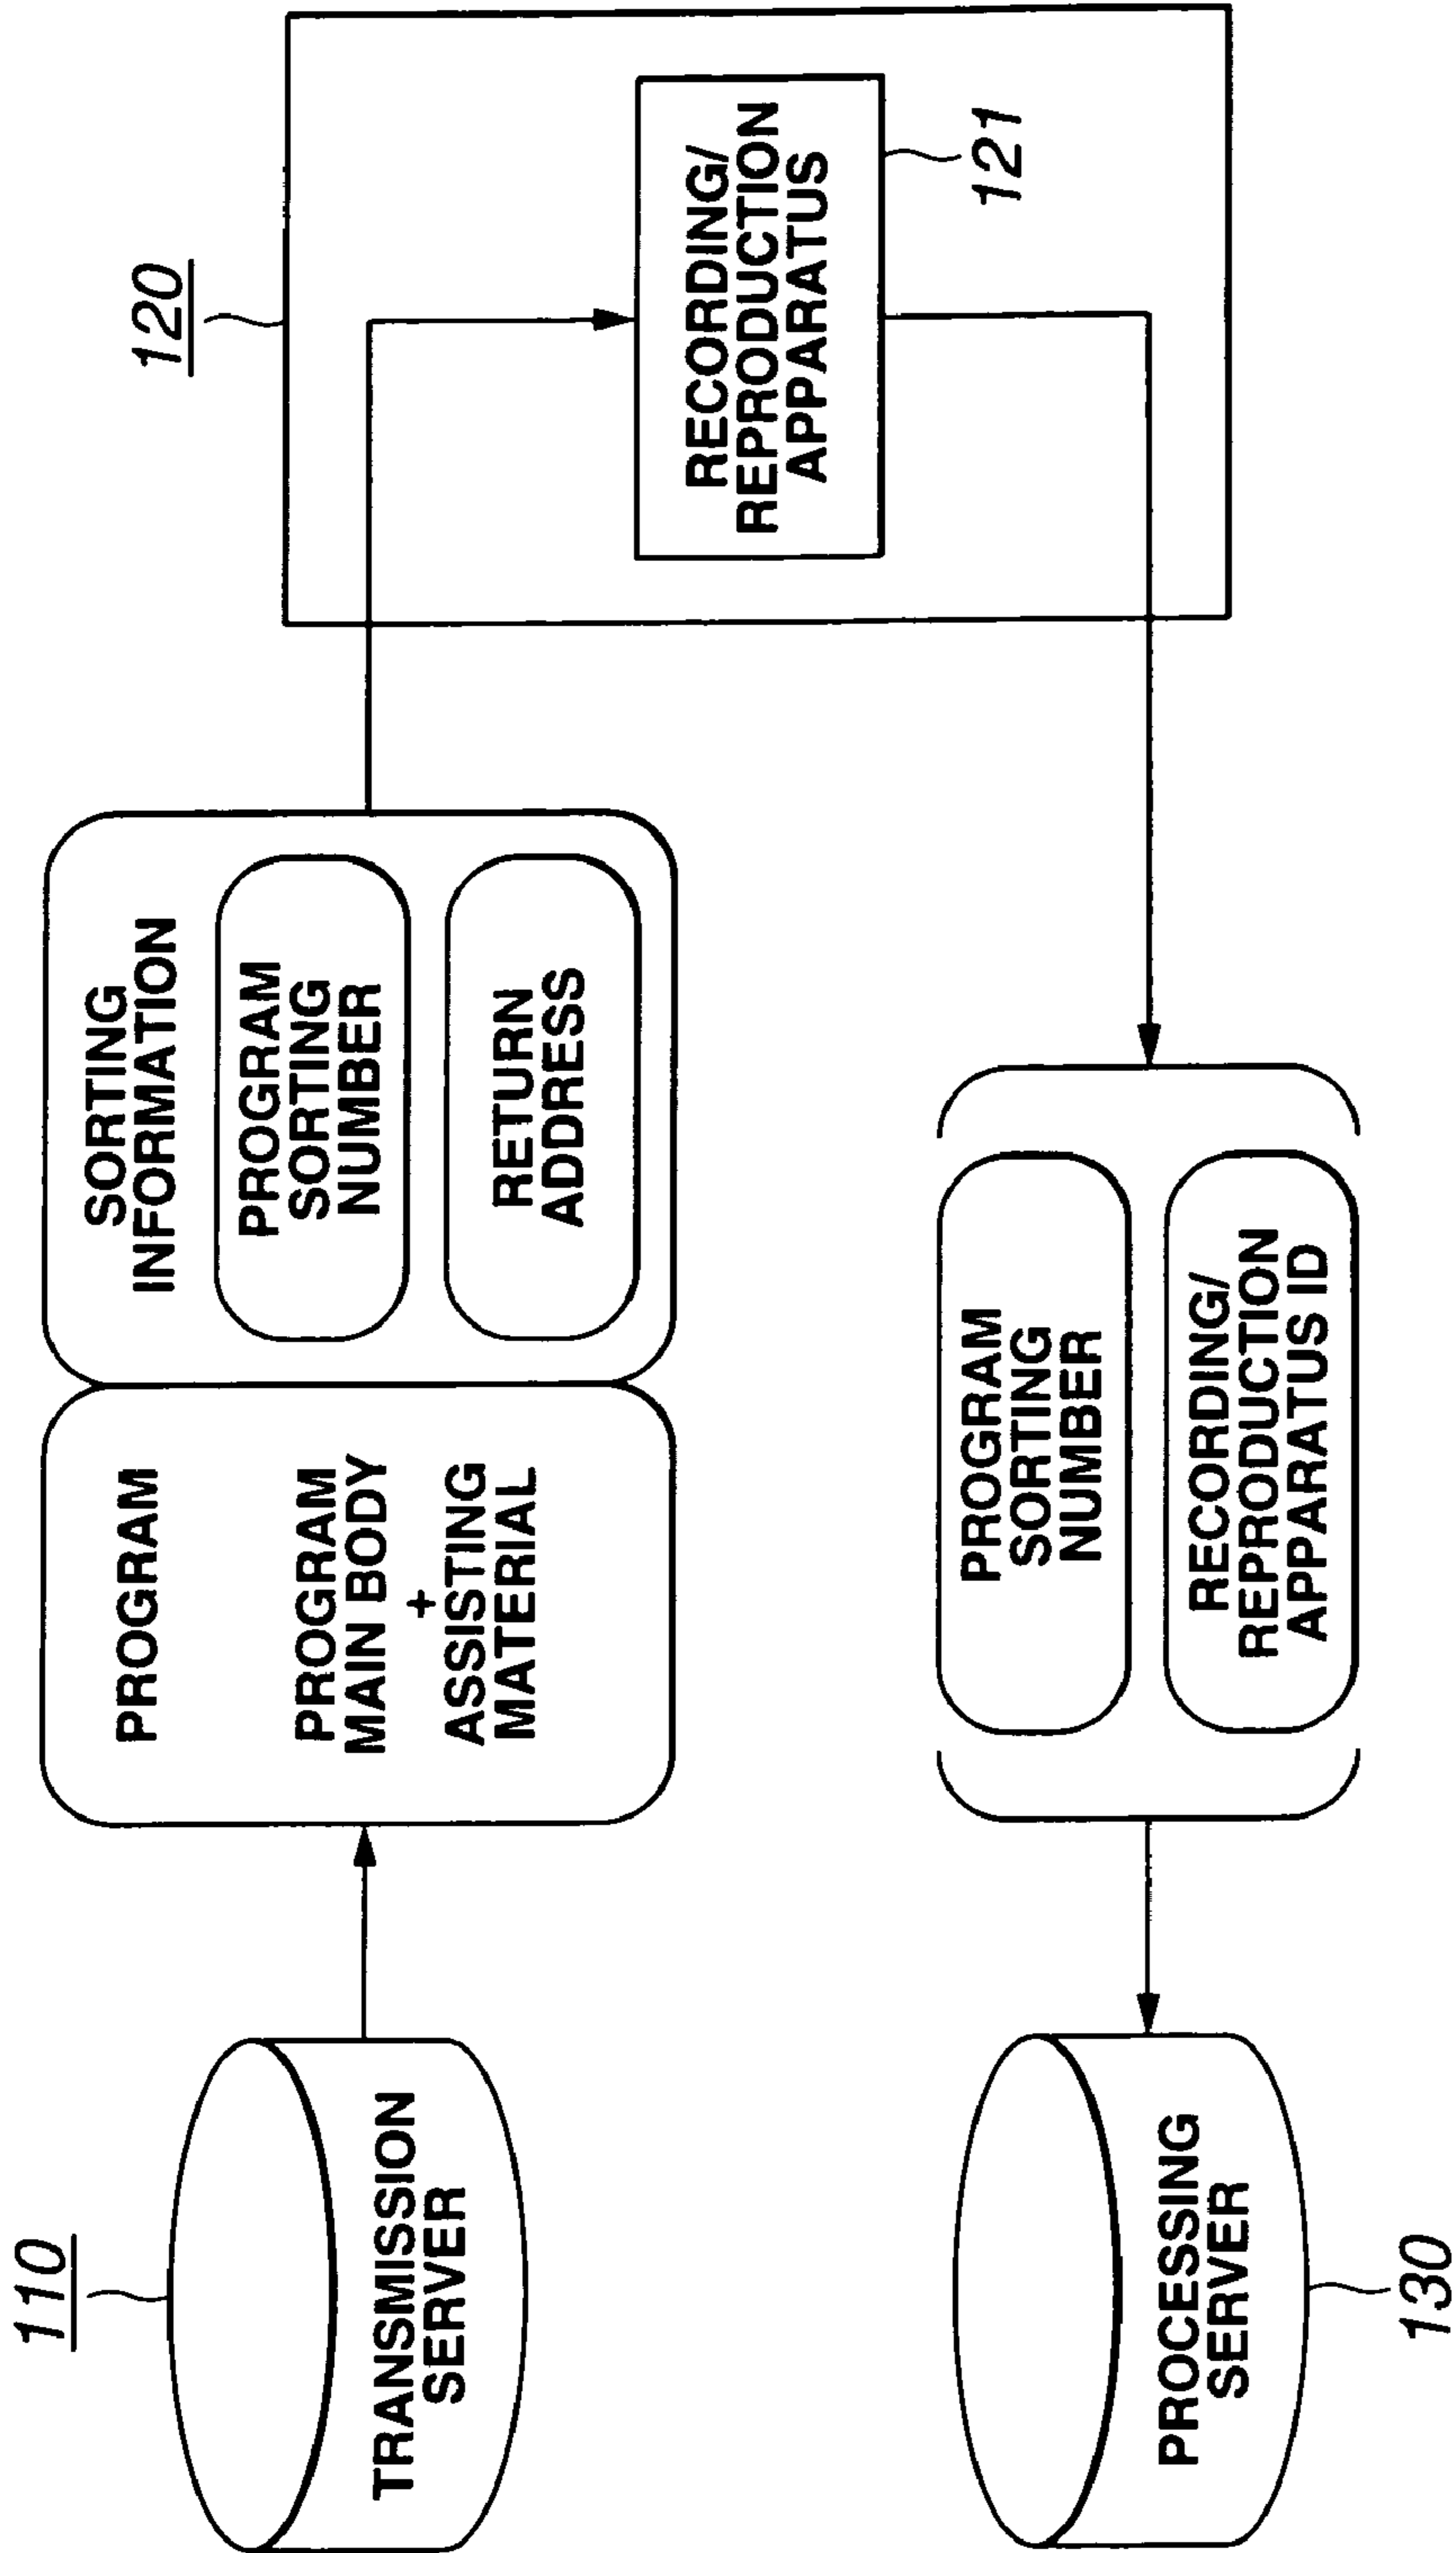 110
TRANSMISSION
SERVER
PROGRAM
PROGRAM
MAIN BODY
+
ASSISTING
MATERIAL
SORTING
INFORMATION
PROGRAM
SORTING
NUMBER
RETURN
ADDRESS
120
RECORDING/
REPRODUCTION
APPARATUS
121
PROCESSING
SERVER
130
PROGRAM
SORTING
NUMBER
RECORDING/
REPRODUCTION
APPARATUS ID